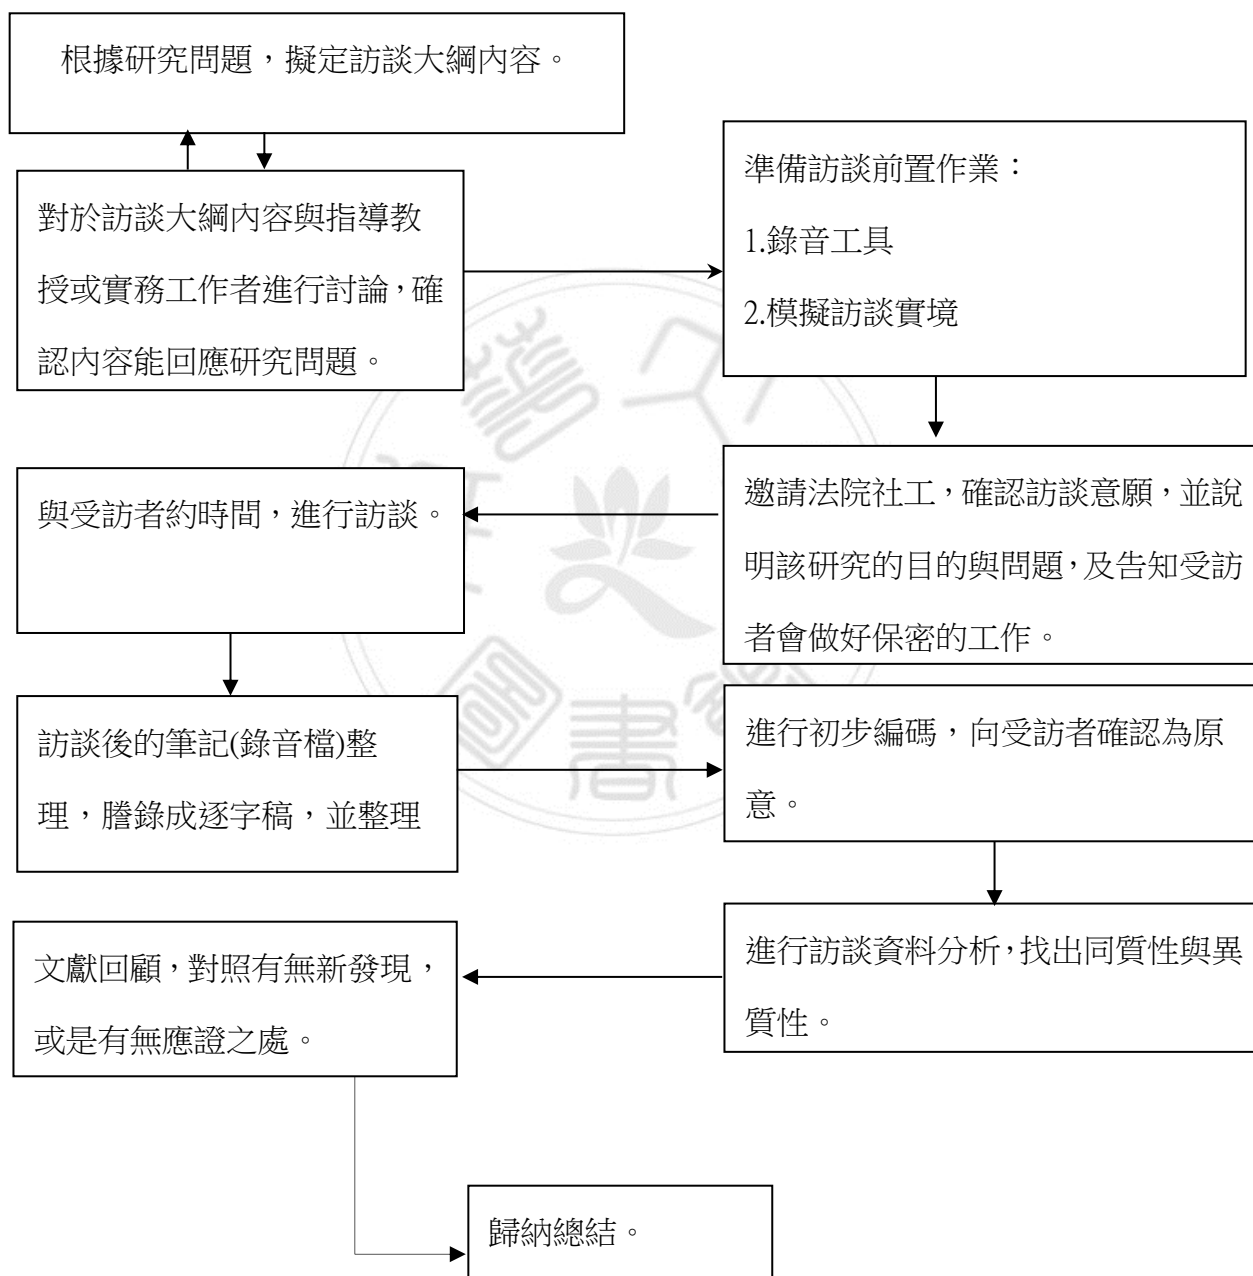 根據研究問題，擬定訪談大綱內容。
對於訪談大綱內容與指導教
授或實務工作者進行討論，確
認內容能回應研究問題。
準備訪談前置作業：
1.錄音工具
2.模擬訪談實境
邀請法院社工，確認訪談意願，並說
明該研究的目的與問題，及告知受訪
者會做好保密的工作。
與受訪者約時間，進行訪談。
訪談後的筆記(錄音檔)整
理，謄錄成逐字稿，並整理
進行初步編碼，向受訪者確認為原
意。
進行訪談資料分析，找出同質性與異
質性。
文獻回顧，對照有無新發現，
或是有無應證之處。
歸納總結。